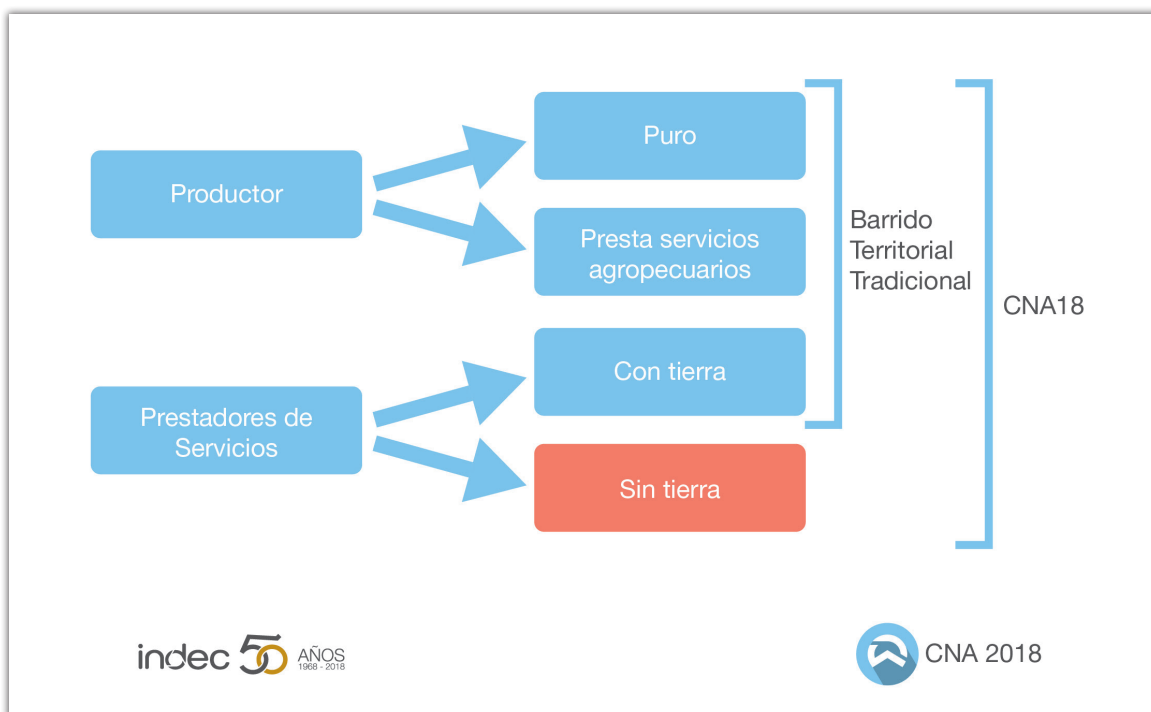 Productor
Puro
Presta servicios
agropecuarios
Prestadores de
Servicios
Con tierra
Sin tierra
Barrido
Territorial
Tradicional
CNA18
indec 50 AÑOS
1968 - 2018
CNA 2018